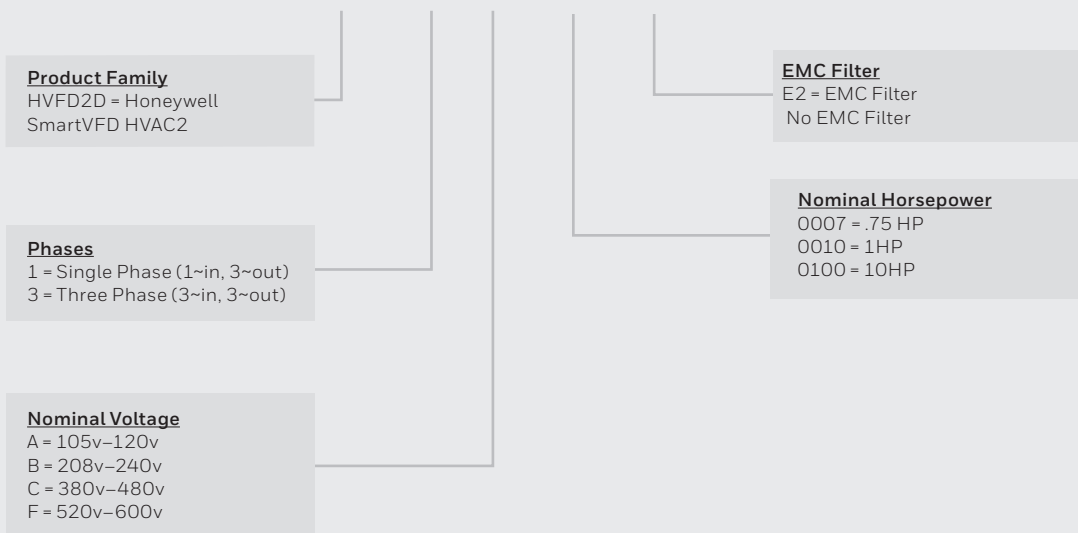 Product Family
HVFD2D = Honeywell
SmartVFD HVAC2
Phases
1 = Single Phase (1~in, 3~out)
3 = Three Phase (3~in, 3~out)
Nominal Voltage
A = 105v–120v
B = 208v–240v
C = 380v–480v
F = 520v–600v
EMC Filter
E2 = EMC Filter
No EMC Filter
Nominal Horsepower
0007 = .75 HP
0010 = 1HP
0100 = 10HP